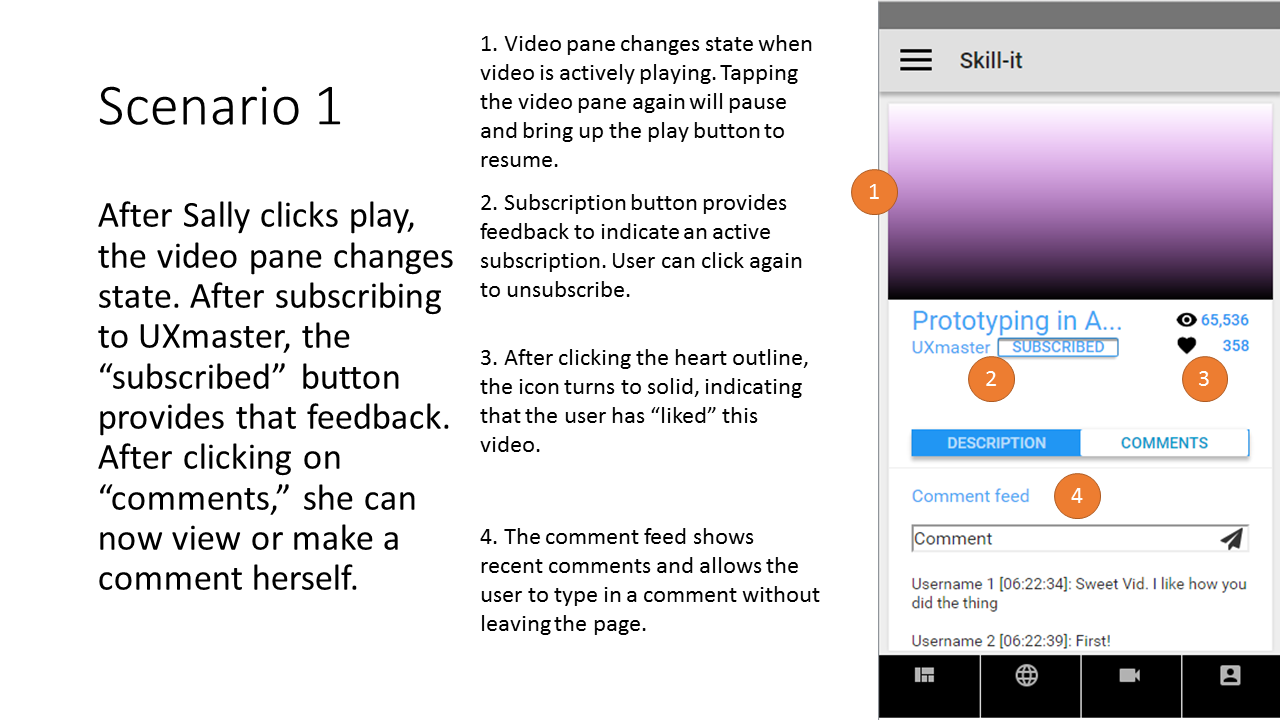 Scenario 1
After Sally clicks play,
the video pane changes
state. After subscribing
to UXmaster, the
“subscribed” button
provides that feedback.
After clicking on
“comments,” she can
now view or make a
comment herself.
1. Video pane changes state when
video is actively playing. Tapping
the video pane again will pause
and bring up the play button to
resume.
2. Subscription button provides
feedback to indicate an active
subscription. User can click again
to unsubscribe.
3. After clicking the heart outline,
the icon turns to solid, indicating
that the user has “liked” this
video.
4. The comment feed shows
recent comments and allows the
user to type in a comment without
leaving the page.
Skill-it
1
Prototyping in A...
65,536
UXmaster SUBSCRIBED
358
2
3
DESCRIPTION COMMENTS
Comment feed
4
Comment
Username 1 [06:22:34]: Sweet Vid. I like how you
did the thing
Username 2 [06:22:39]: First!